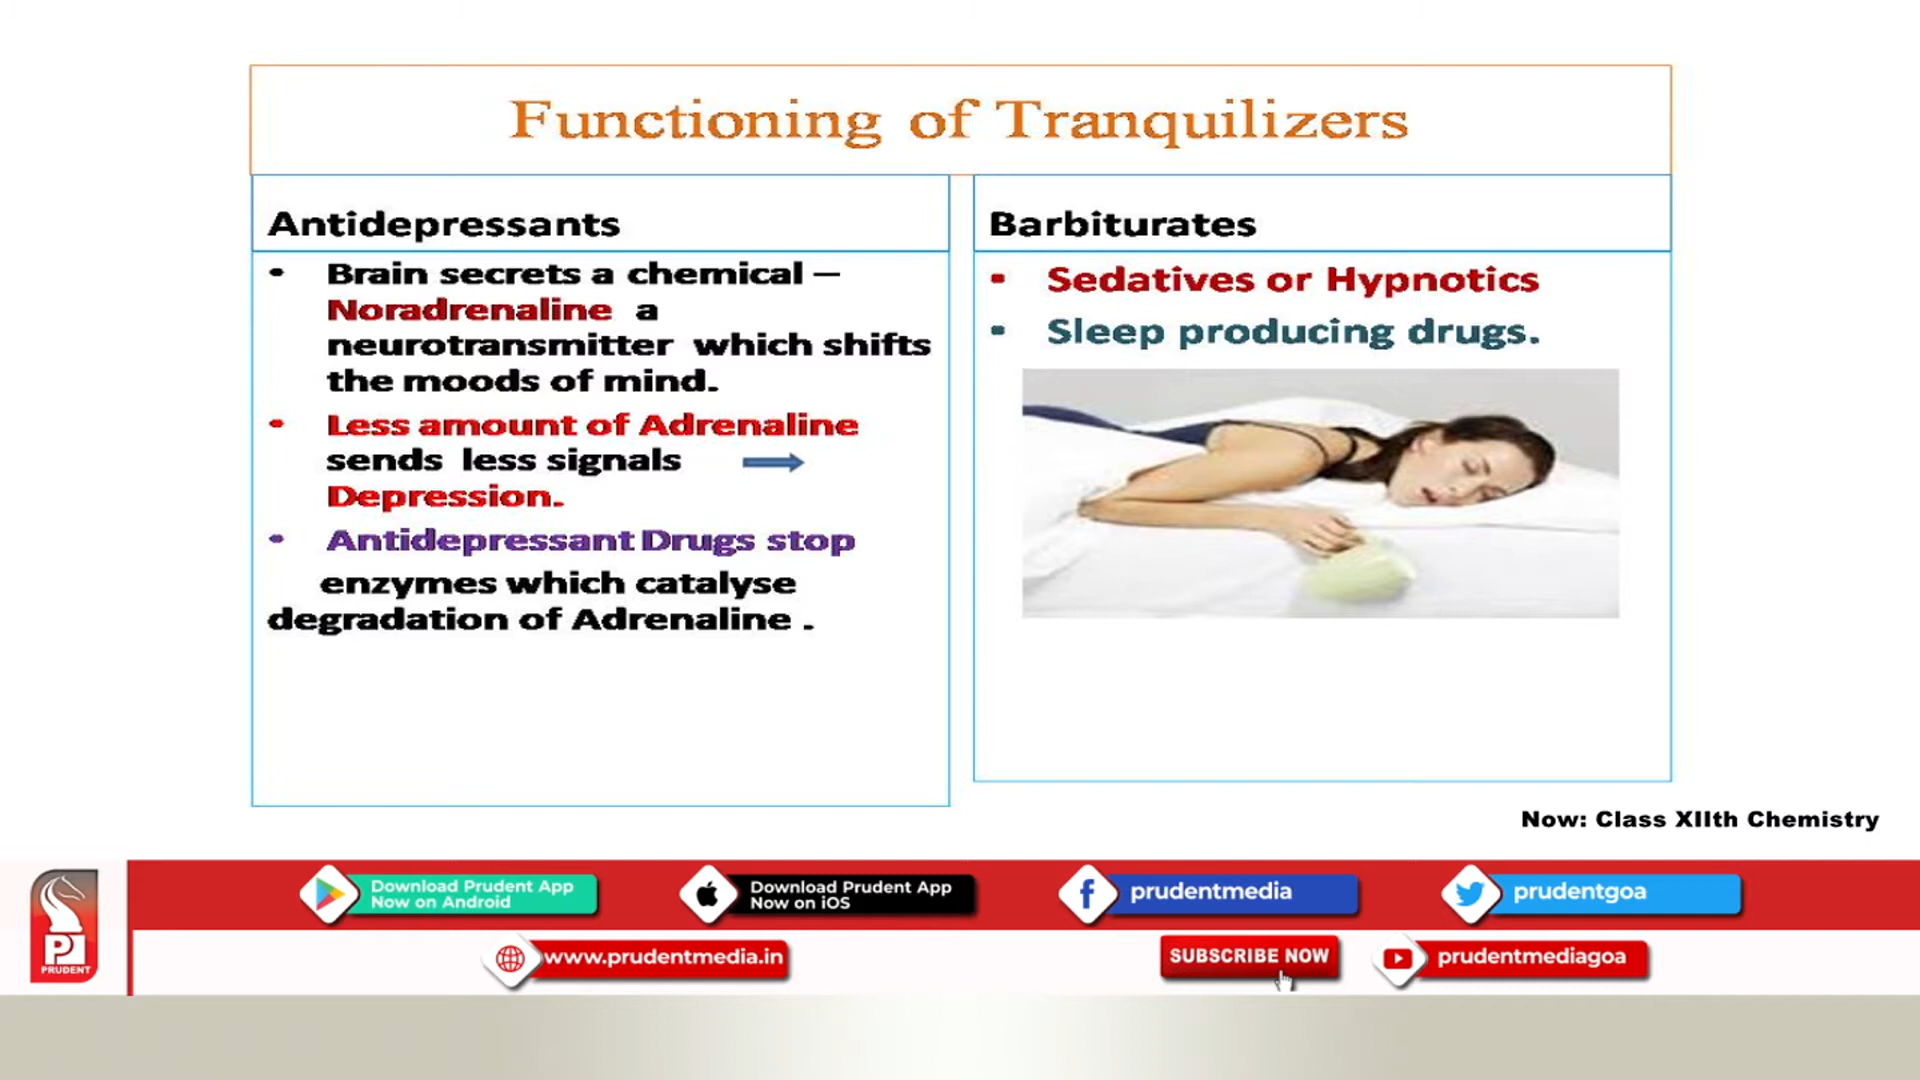 Functioning of Tranquilizers
Antidepressants
• Brain secrets a chemical –
Noradrenaline a
neurotransmitter which shifts
the moods of mind.
• Less amount of Adrenaline
sends less signals
Depression.
• Antidepressant Drugs stop
enzymes which catalyse
degradation of Adrenaline .
Barbiturates
▪ Sedatives or Hypnotics
▪ Sleep producing drugs.
Now: Class XIIth Chemistry
PRUDENT
Download Prudent App
Now on Android
Download Prudent App
Now on iOS
prudentmedia
prudentgoa
www.prudentmedia.in
SUBSCRIBE NOW
prudentmediagoa